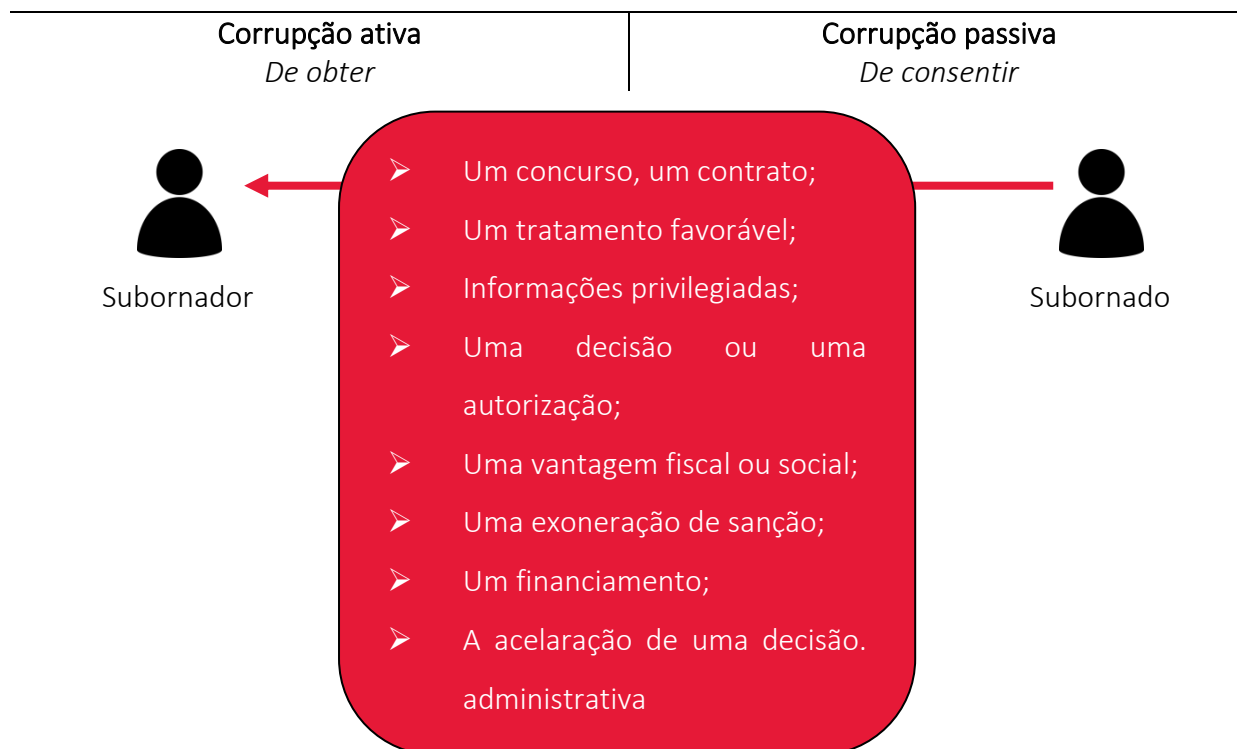 Corrupção ativa
De obter
Corrupção passiva
De consentir
Subornador
➢ Um concurso, um contrato;
➢ Um tratamento favorável;
➢ Informações privilegiadas;
➢ Uma decisão ou uma
autorização;
➢ Uma vantagem fiscal ou social;
➢ Uma exoneração de sanção;
➢ Um financiamento;
➢ A acelaração de uma decisão.
administrativa
Subornado